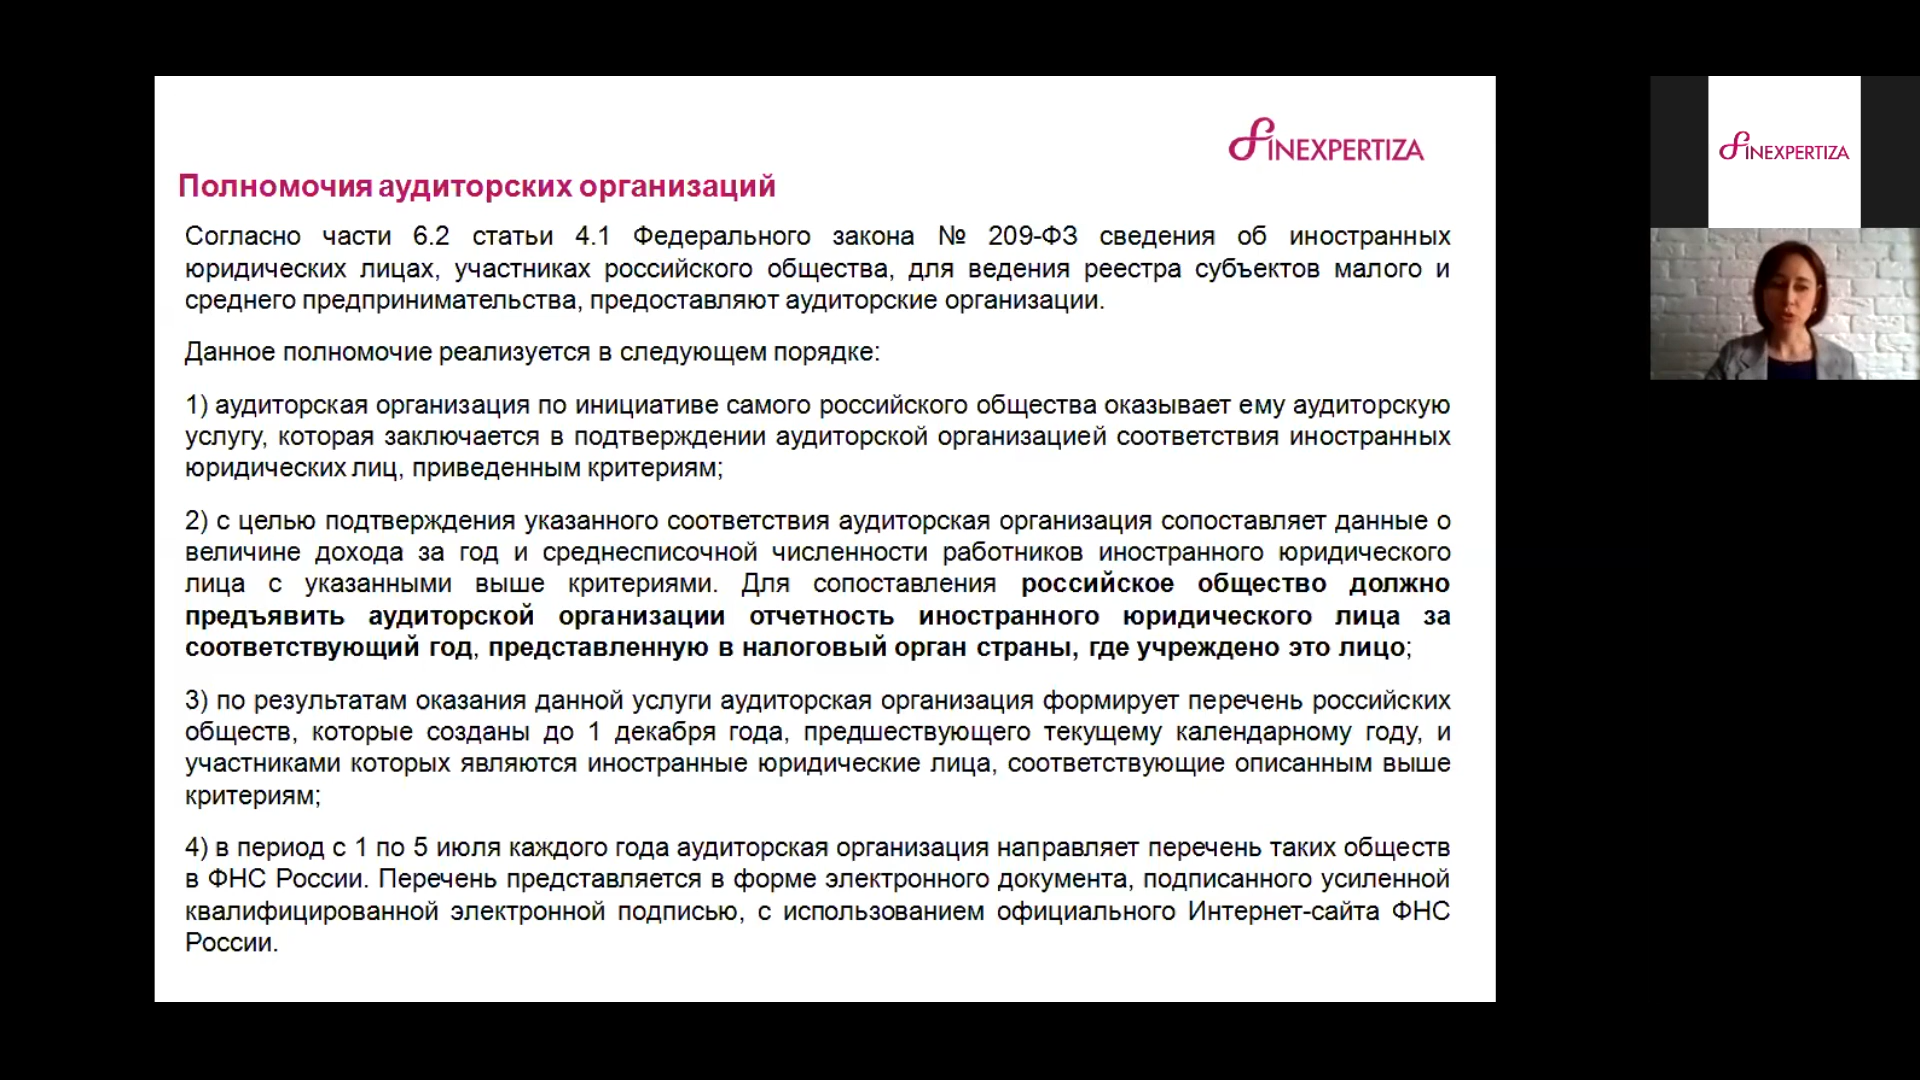 FINEXPERTIZA
Полномочия аудиторских организаций
Согласно части 6.2 статьи 4.1 Федерального закона № 209-ФЗ сведения об иностранных
юридических лицах, участниках российского общества, для ведения реестра субъектов малого и
среднего предпринимательства, предоставляют аудиторские организации.
Данное полномочие реализуется в следующем порядке:
1) аудиторская организация по инициативе самого российского общества оказывает ему аудиторскую
услугу, которая заключается в подтверждении аудиторской организацией соответствия иностранных
юридических лиц, приведенным критериям;
2) с целью подтверждения указанного соответствия аудиторская организация сопоставляет данные о
величине дохода за год и среднесписочной численности работников иностранного юридического
лица с указанными выше критериями. Для сопоставления российское общество должно
предъявить аудиторской организации отчетность иностранного юридического лица за
соответствующий год, представленную в налоговый орган страны, где учреждено это лицо;
3) по результатам оказания данной услуги аудиторская организация формирует перечень российских
обществ, которые созданы до 1 декабря года, предшествующего текущему календарному году, и
участниками которых являются иностранные юридические лица, соответствующие описанным выше
критериям;
4) в период с 1 по 5 июля каждого года аудиторская организация направляет перечень таких обществ
в ФНС России. Перечень представляется в форме электронного документа, подписанного усиленной
квалифицированной электронной подписью, с использованием официального Интернет-сайта ФНС
России.
FINEXPERTIZA